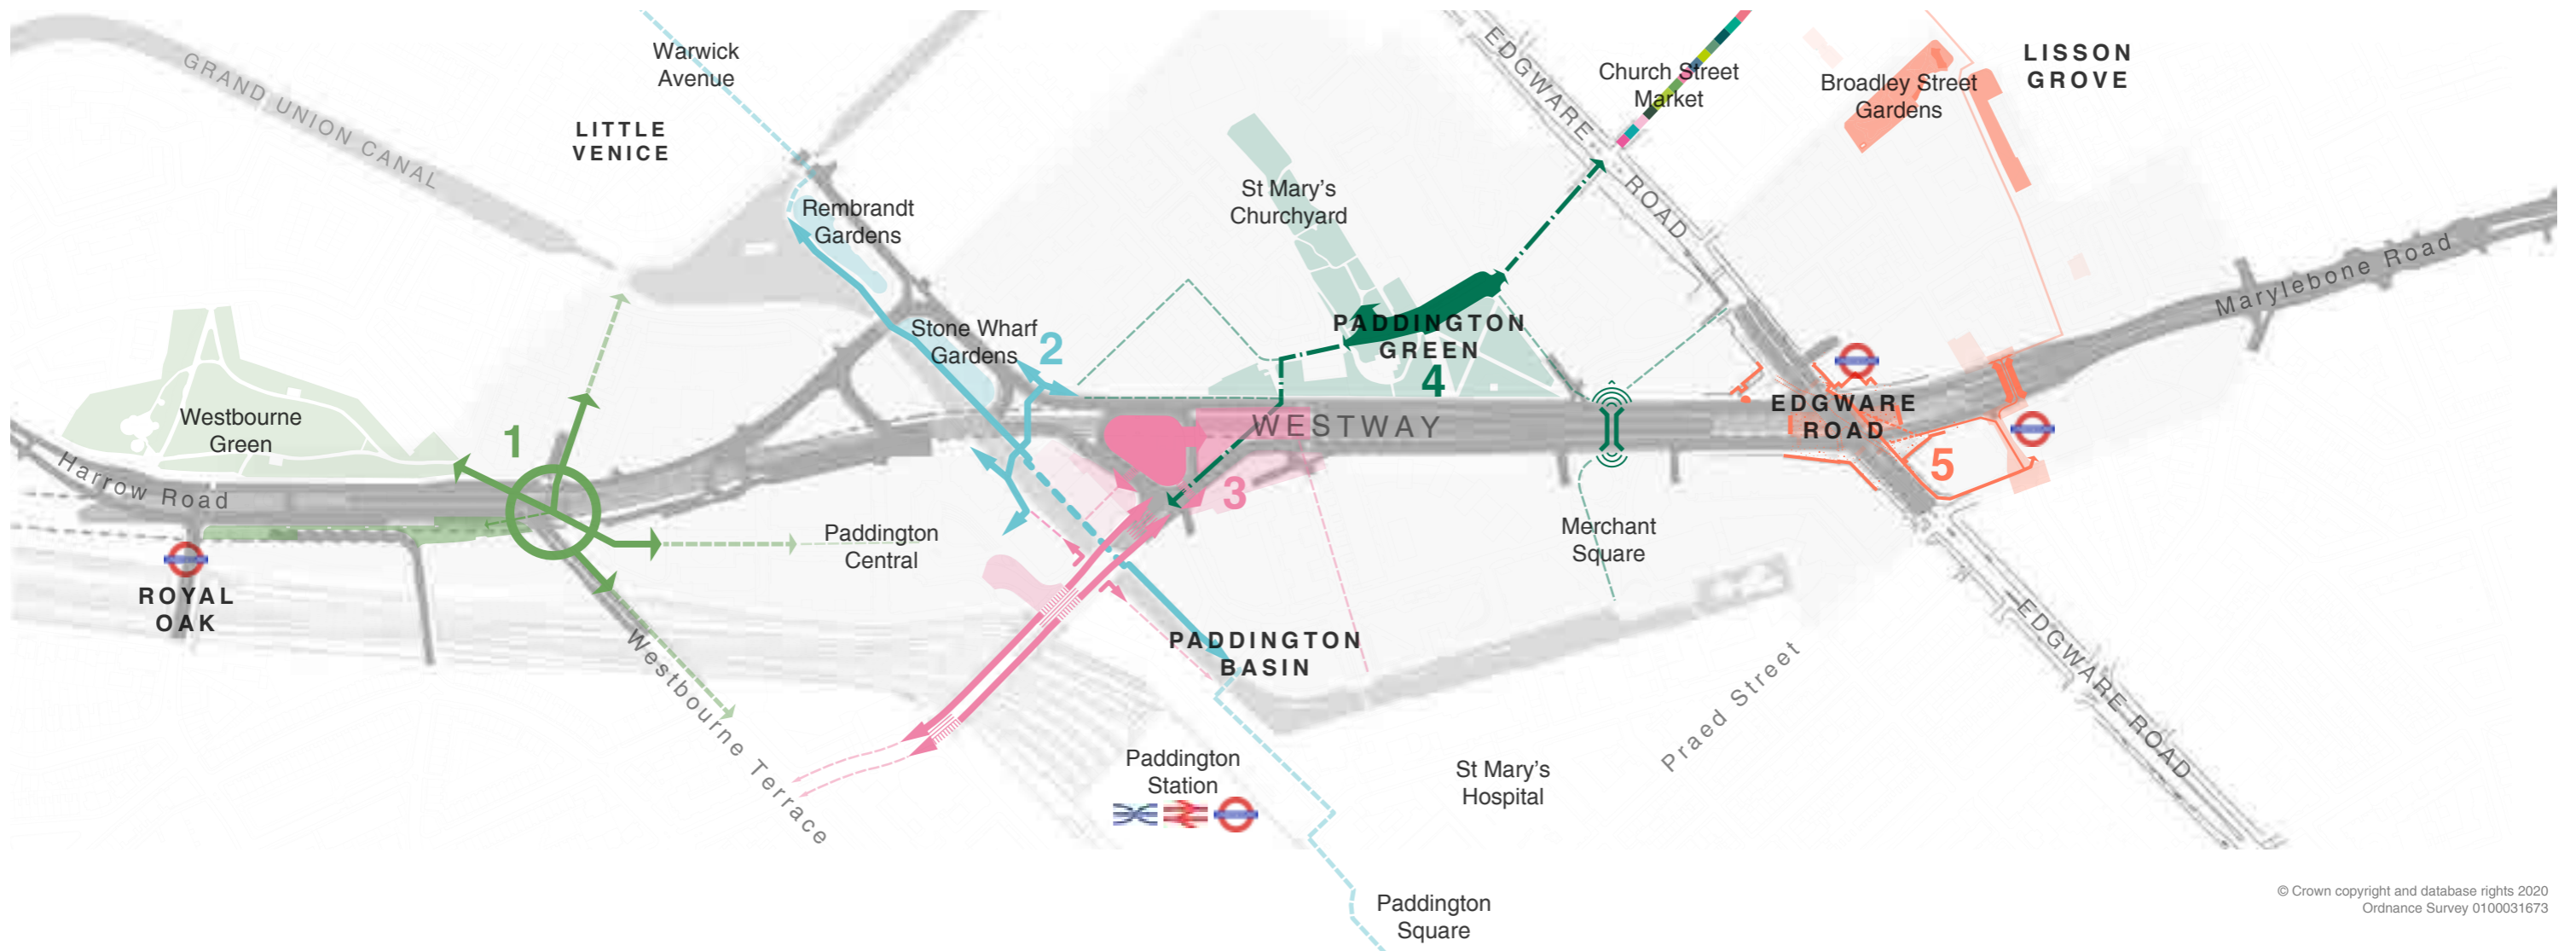 Warwick
Avenue
GRAND UNION CANAL
LITTLE
VENICE
Rembrandt
Gardens
St Mary's
Churchyard
EDGWARE ROAD
Church Street
Market
Broadley Street
Gardens
LISSON
GROVE
Marylebone Road
Stone Wharf
Gardens
2
PADDINGTON
GREEN
4
WESTWAY
EDGWARE
ROAD
5
Westbourne
Green
1
Harrow Road
ROYAL
OAK
Paddington
Central
3
Merchant
Square
Westbourne Terrace
PADDINGTON
BASIN
Praed Street
EDGWARE ROAD
Paddington
Station
St Mary's
Hospital
Paddington
Square
© Crown copyright and database rights 2020
Ordnance Survey 0100031673